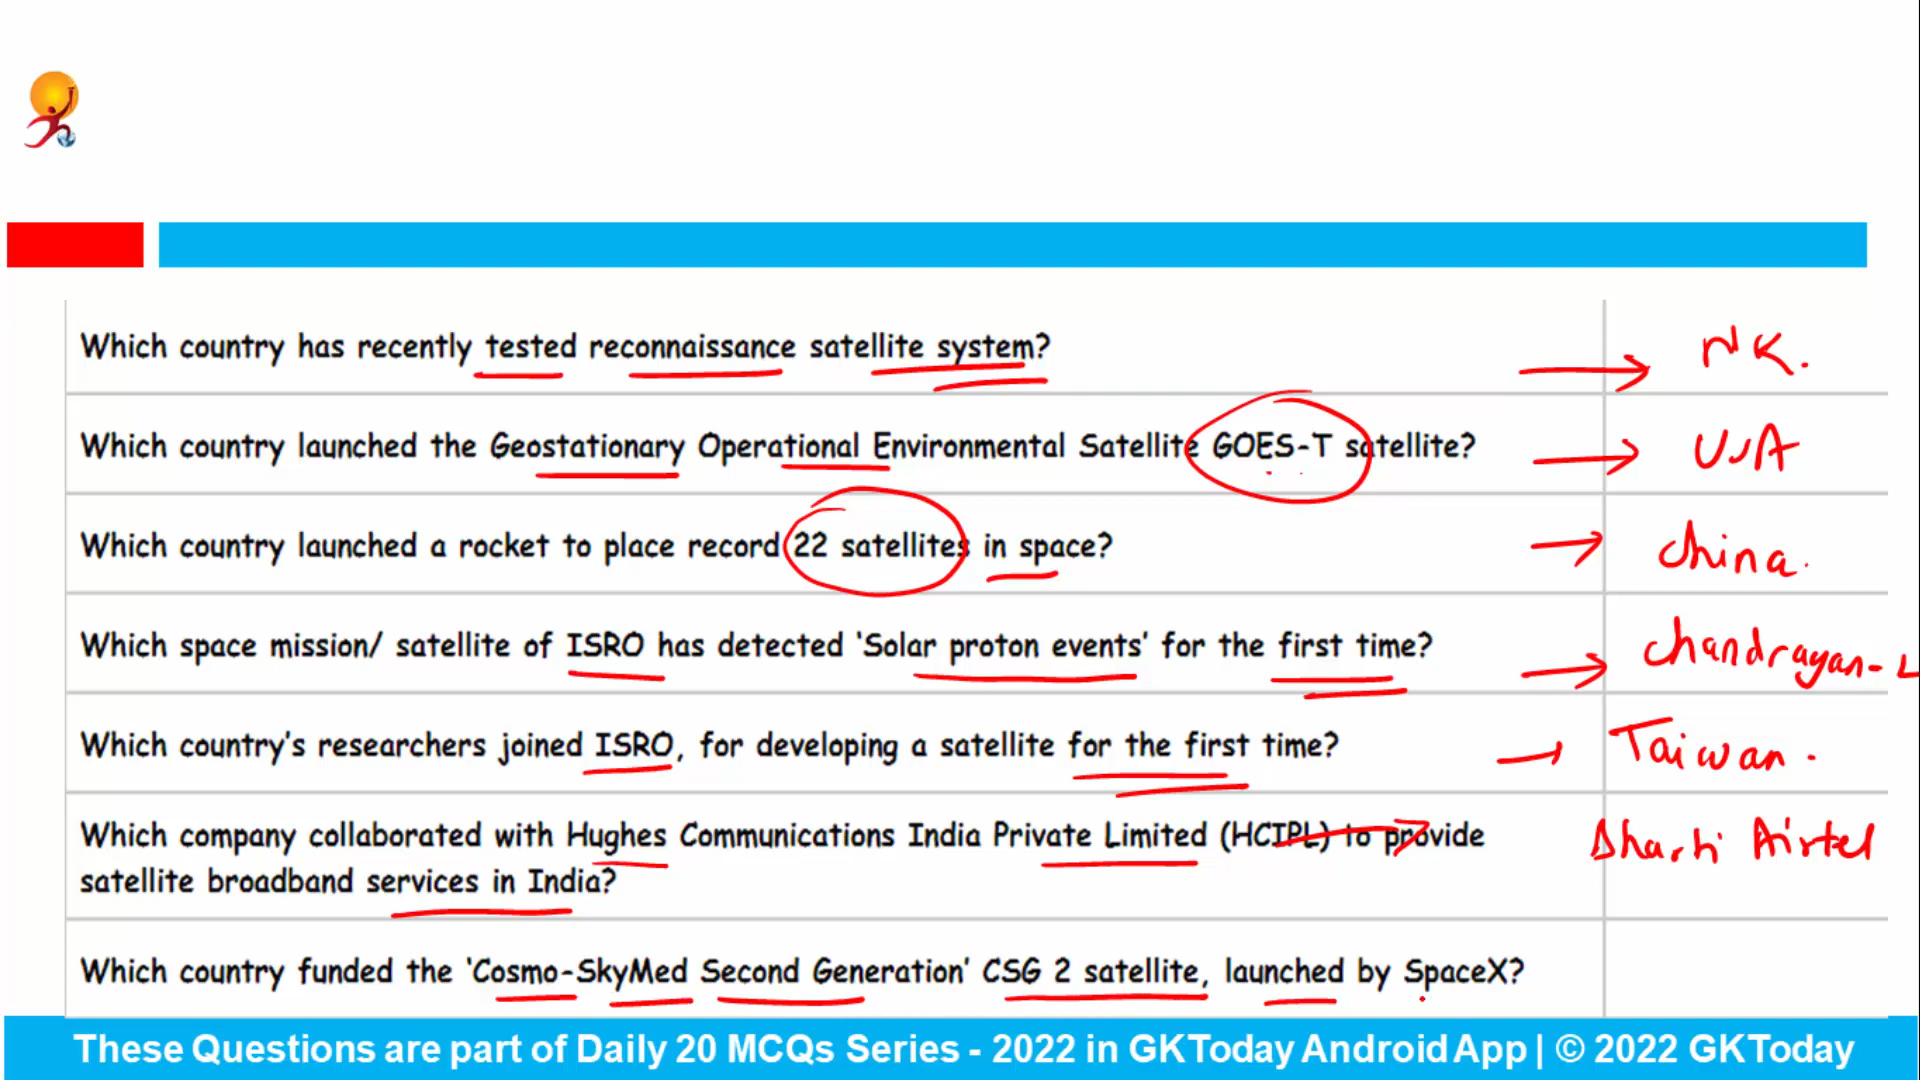 Which country has recently tested reconnaissance satellite system?
NK.
Which country launched the Geostationary Operational Environmental Satellite GOES-T satellite?
USA
Which country launched a rocket to place record 22 satellites in space?
China.
Which space mission/ satellite of ISRO has detected ‘Solar proton events’ for the first time?
Chandrayan-
Which country’s researchers joined ISRO, for developing a satellite for the first time?
Taiwan.
Which company collaborated with Hughes Communications India Private Limited (HCIPL) to provide
satellite broadband services in India?
Bharti Airtel
Which country funded the ‘Cosmo-SkyMed Second Generation’ CSG 2 satellite, launched by SpaceX?
These Questions are part of Daily 20 MCQs Series - 2022 in GKToday Android App | © 2022 GKToday